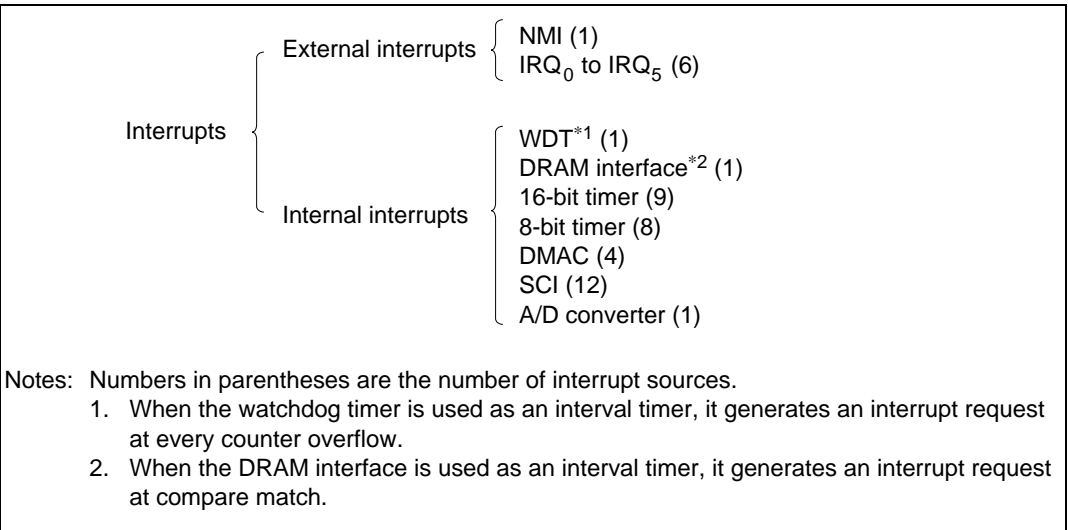 External interrupts
NMI (1)
IRQ0 to IRQ5 (6)
Interrupts
Internal interrupts
WDT*1 (1)
DRAM interface*2 (1)
16-bit timer (9)
8-bit timer (8)
DMAC (4)
SCI (12)
A/D converter (1)
Notes: Numbers in parentheses are the number of interrupt sources.
1. When the watchdog timer is used as an interval timer, it generates an interrupt request
at every counter overflow.
2. When the DRAM interface is used as an interval timer, it generates an interrupt request
at compare match.